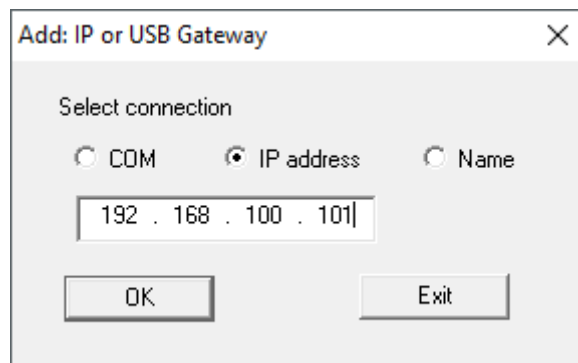 Add: IP or USB Gateway
Select connection
COM IP address Name
192 . 168 . 100 . 101
OK Exit